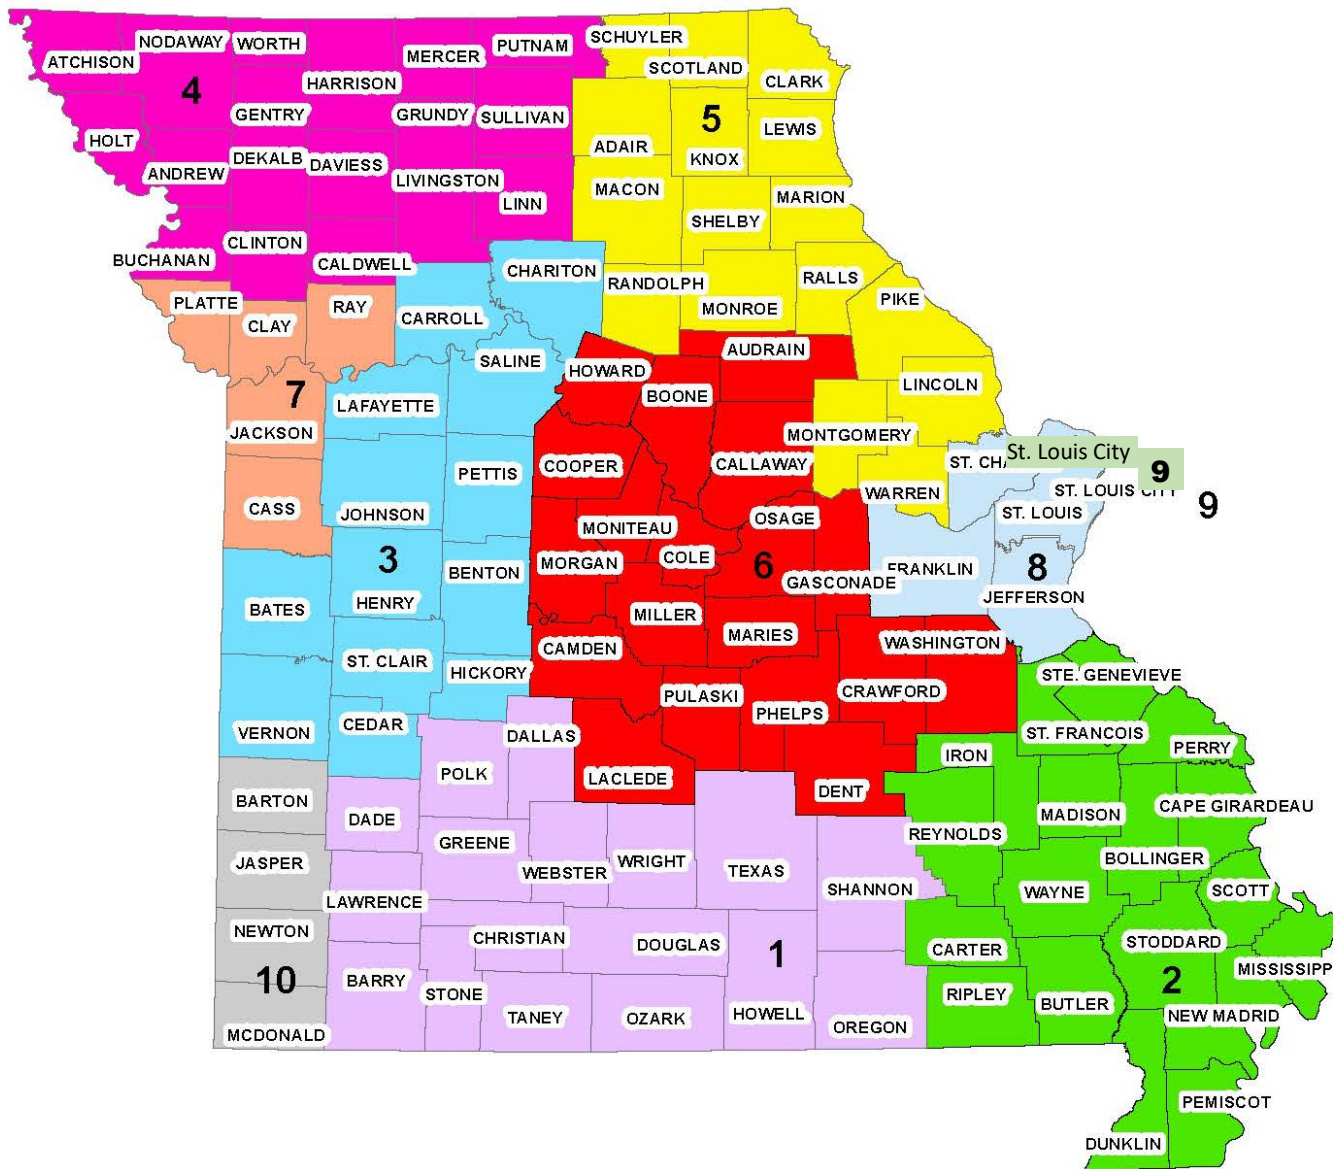 SCHUYLER
NODAWAY WORTH
MERCER PUTNAM
ATCHISON
SCOTLAND
HARRISON
CLARK
4
GENTRY
GRUNDY SULLIVAN
5
LEWIS
HOLT
ADAIR
KNOX
DEKALB DAVIESS
ANDREW
LIVINGSTON
MACON
LINN
MARION
SHELBY
CLINTON
BUCHANAN
CALDWELL
CHARITON
RANDOLPH
RALLS
PLATTE
RAY
MONROE
PIKE
CLAY
CARROLL
AUDRAIN
SALINE
HOWARD
LINCOLN
7
BOONE
LAFAYETTE
JACKSON
MONTGOMERY
St. Louis City
ST. CHA
9
COOPER
CALLAWAY
PETTIS
WARREN
ST. LOUIS CITY
CASS
JOHNSON
ST. LOUIS
9
MONITEAU
OSAGE
3
COLE
MORGAN
6
FRANKLIN
8
BENTON
GASCONADE
HENRY
JEFFERSON
BATES
MILLER
MARIES
WASHINGTON
CAMDEN
ST. CLAIR
HICKORY
STE. GENEVIEVE
PULASKI
CRAWFORD
PHELPS
CEDAR
VERNON
DALLAS
ST. FRANCOIS
PERRY
IRON
POLK
LACLEDE
DENT
BARTON
CAPE GIRARDEAU
DADE
MADISON
REYNOLDS
GREENE
JASPER
WRIGHT
BOLLINGER
WEBSTER
TEXAS
SHANNON
WAYNE
SCOTT
LAWRENCE
NEWTON
CHRISTIAN
DOUGLAS
STODDARD
CARTER
1
MISSISSIPP
10
BARRY
STONE
RIPLEY
2
BUTLER
TANEY
OZARK
HOWELL
NEW MADRID
MCDONALD
OREGON
PEMISCOT
DUNKLIN